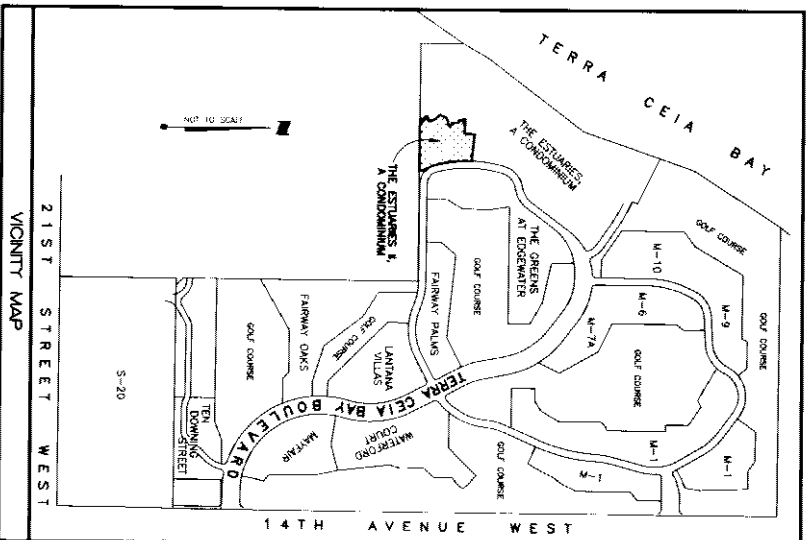 TERRA CEIA BAY
THE ESTUARIES,
A CONDOMINIUM
NOT TO SCALE
THE ESTUARIES II,
A CONDOMINIUM
GOLF COURSE
GOLF COURSE
M-10
M-9
M-6
M-7A
THE GREENS
AT EDGEWATER
GOLF COURSE
GOLF COURSE
FAIRWAY PALMS
TERRA CEIA BAY BOULEVARD
M-1
M-1
M-1
GOLF COURSE
WATERFORD
COURT
MAYFAIR
LANTANA
VILLAS
GOLF COURSE
FAIRWAY OAKS
GOLF COURSE
TEN
DOWNING
STREET
S-20
21ST STREET WEST
14TH AVENUE WEST
VICINITY MAP